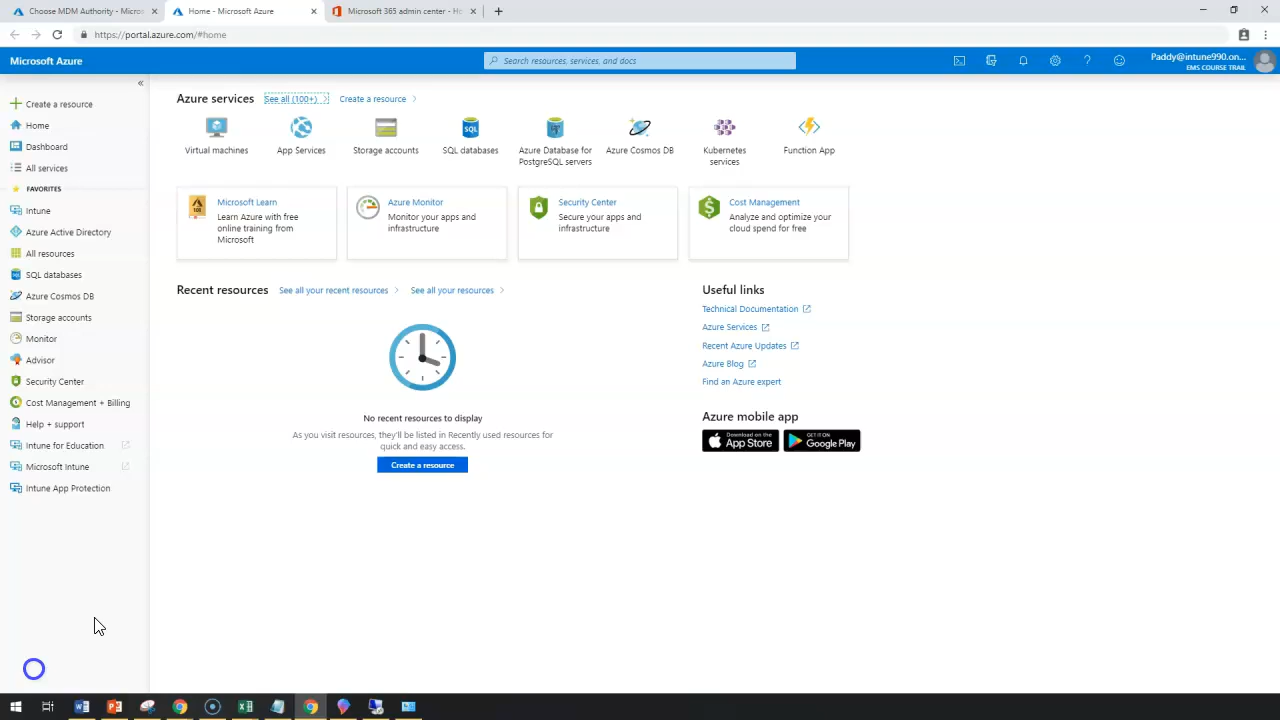 Choose MDM Authority - Micros
Home - Microsoft Azure
Microsoft 365 admin center - Ho
https://portal.azure.com/#home
Microsoft Azure
Search resources, services, and docs
Paddy@intune990.on...
EMS COURSE TRAIL
Create a resource
Home
Dashboard
All services
FAVORITES
Intune
Azure Active Directory
All resources
SQL databases
Azure Cosmos DB
Storage accounts
Monitor
Advisor
Security Center
Cost Management + Billing
Help + support
Intune for Education
Microsoft Intune
Intune App Protection
Azure services
See all (100+)
Create a resource
Virtual machines
App Services
Storage accounts
SQL
SQL databases
Azure Database for
PostgreSQL servers
Azure Cosmos DB
Kubernetes
services
Function App
Microsoft Learn
Learn Azure with free
online training from
Microsoft
Azure Monitor
Monitor your apps and
infrastructure
Security Center
Secure your apps and
infrastructure
Cost Management
Analyze and optimize your
cloud spend for free
Recent resources
See all your recent resources
See all your resources
No recent resources to display
As you visit resources, they'll be listed in Recently used resources for
quick and easy access.
Create a resource
Useful links
Technical Documentation
Azure Services
Recent Azure Updates
Azure Blog
Find an Azure expert
Azure mobile app
Download on the
App Store
GET IT ON
Google Play